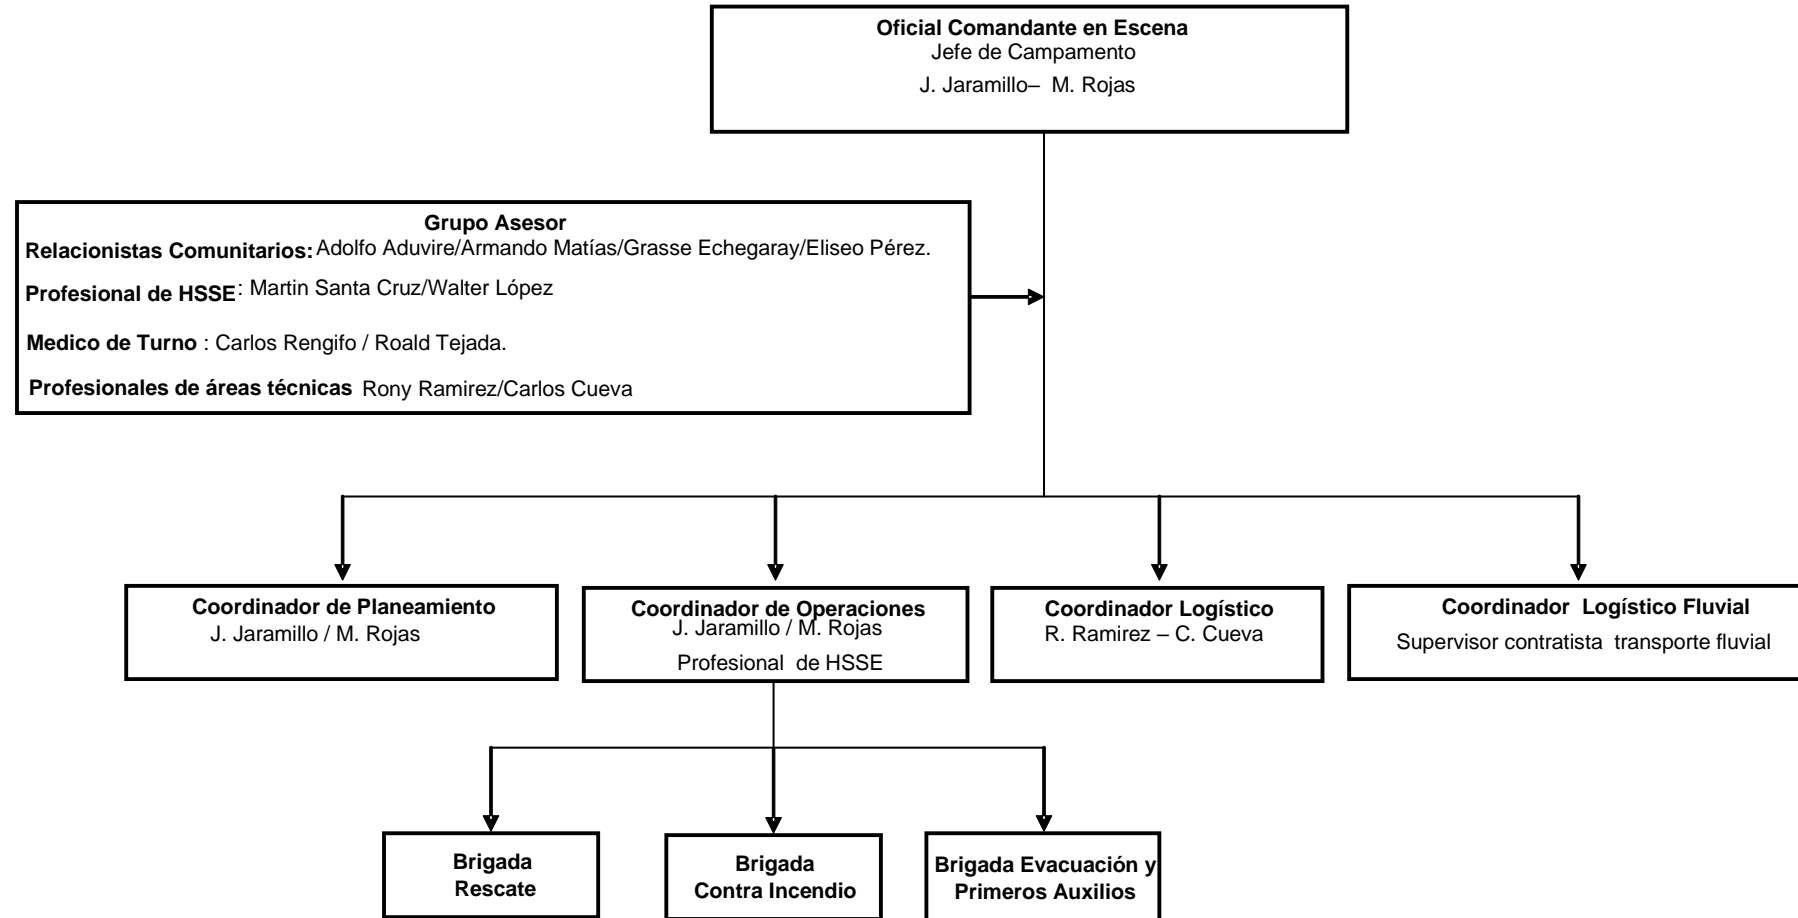 Oficial Comandante en Escena
Jefe de Campamento
J. Jaramillo– M. Rojas
Grupo Asesor
Relacionistas Comunitarios: Adolfo Aduvire/Armando Matías/Grasse Echegaray/Eliseo Pérez.
Profesional de HSSE: Martin Santa Cruz/Walter López
Medico de Turno : Carlos Rengifo / Roald Tejada.
Profesionales de áreas técnicas Rony Ramirez/Carlos Cueva
Coordinador de Planeamiento
J. Jaramillo / M. Rojas
Coordinador de Operaciones
J. Jaramillo / M. Rojas
Profesional de HSSE
Coordinador Logístico
R. Ramirez – C. Cueva
Coordinador Logístico Fluvial
Supervisor contratista transporte fluvial
Brigada
Rescate
Brigada
Contra Incendio
Brigada Evacuación y
Primeros Auxilios